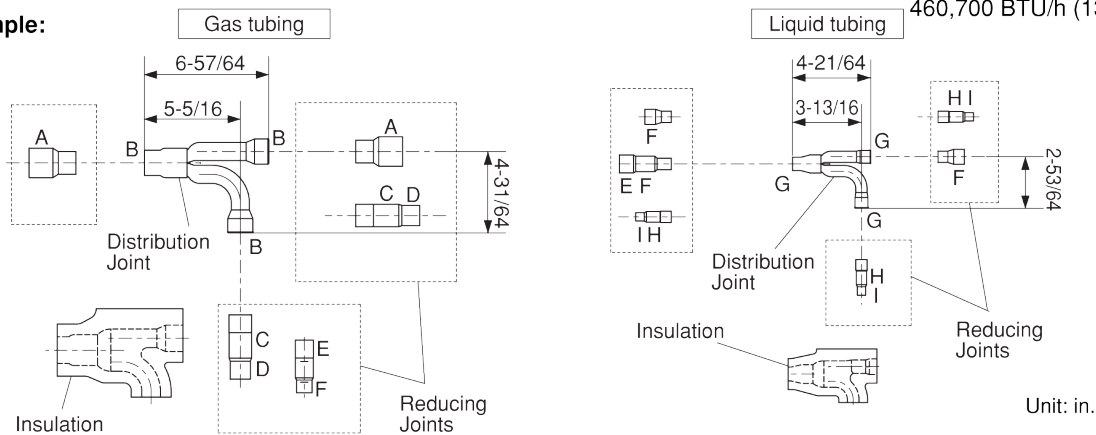 mple:
Gas tubing
6-57/64
5-5/16
A
B
B
A
C D
4-31/64
B
Distribution
Joint
C
D
E
F
Insulation
Reducing
Joints
460,700 BTU/h (13
Liquid tubing
4-21/64
3-13/16
F
E F
I H
G
G
G
H I
F
2-53/64
Distribution
Joint
H
I
Insulation
Reducing
Joints
Unit: in.